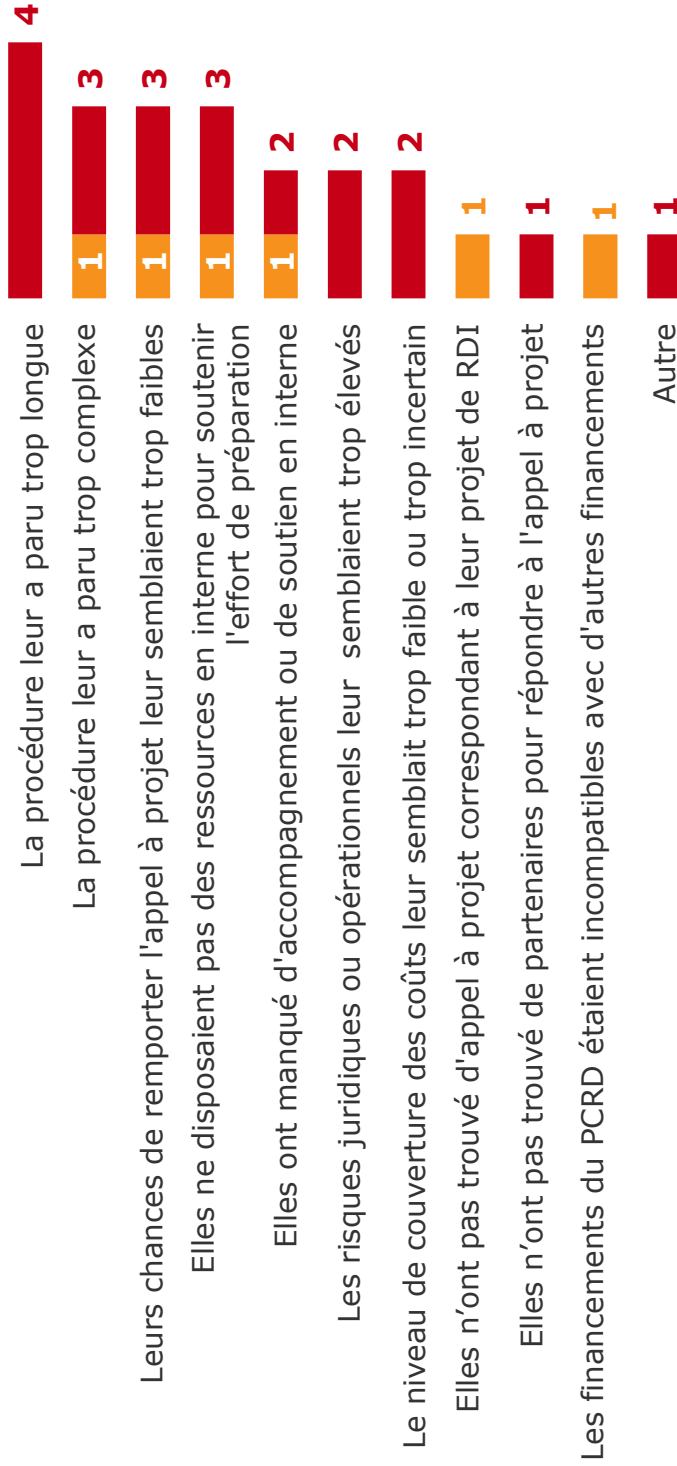 La procédure leur a paru trop longue
4
La procédure leur a paru trop complexe
1 3
Leurs chances de remporter l'appel à projet leur semblaient trop faibles
1 3
Elles ne disposaient pas des ressources en interne pour soutenir
l'effort de préparation
1 3
Elles ont manqué d'accompagnement ou de soutien en interne
1 2
Les risques juridiques ou opérationnels leur semblaient trop élevés
2
Le niveau de couverture des coûts leur semblait trop faible ou trop incertain
2
Elles n’ont pas trouvé d'appel à projet correspondant à leur projet de RDI
1
Elles n’ont pas trouvé de partenaires pour répondre à l'appel à projet
1
Les financements du PCRD étaient incompatibles avec d'autres financements
1
Autre
1